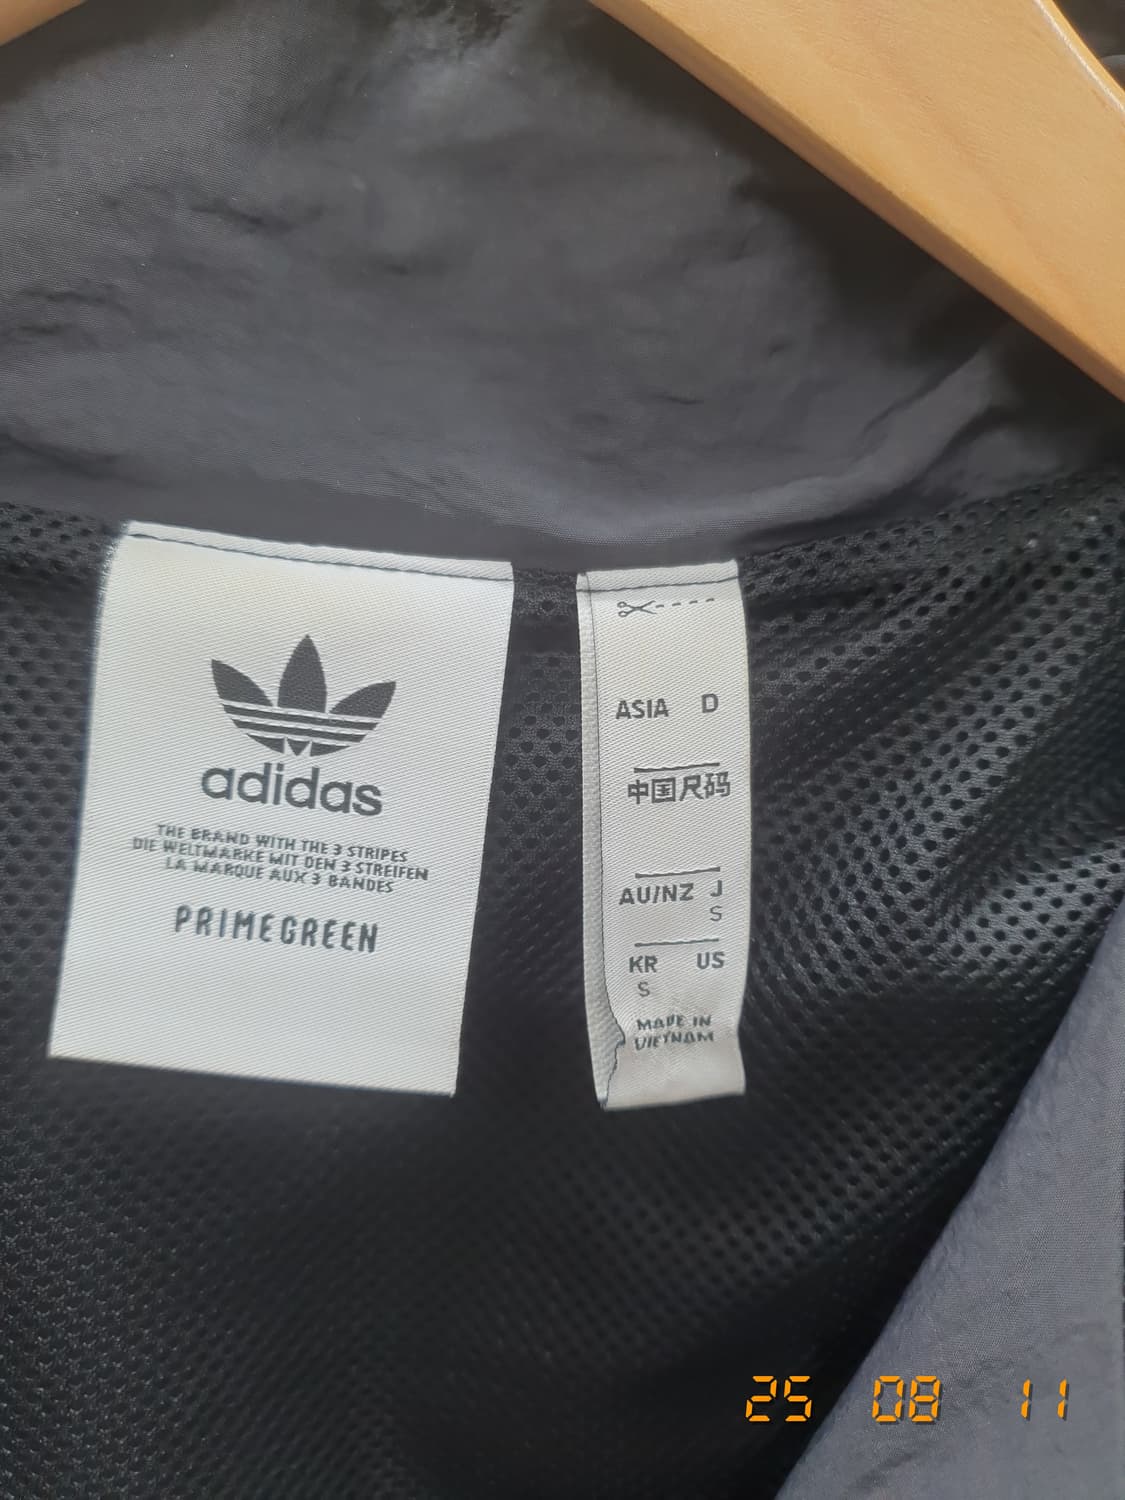 adidas
THE BRAND WITH THE 3 STRIPES
DIE WELTMARKE MIT DEN 3 STREIFEN
LA MARQUE AUX 3 BANDES
PRIMEGREEN
ASIA D
中国尺码
AU/NZ J
S
KR US
S
MADE IN
VIETNAM
25 08 11